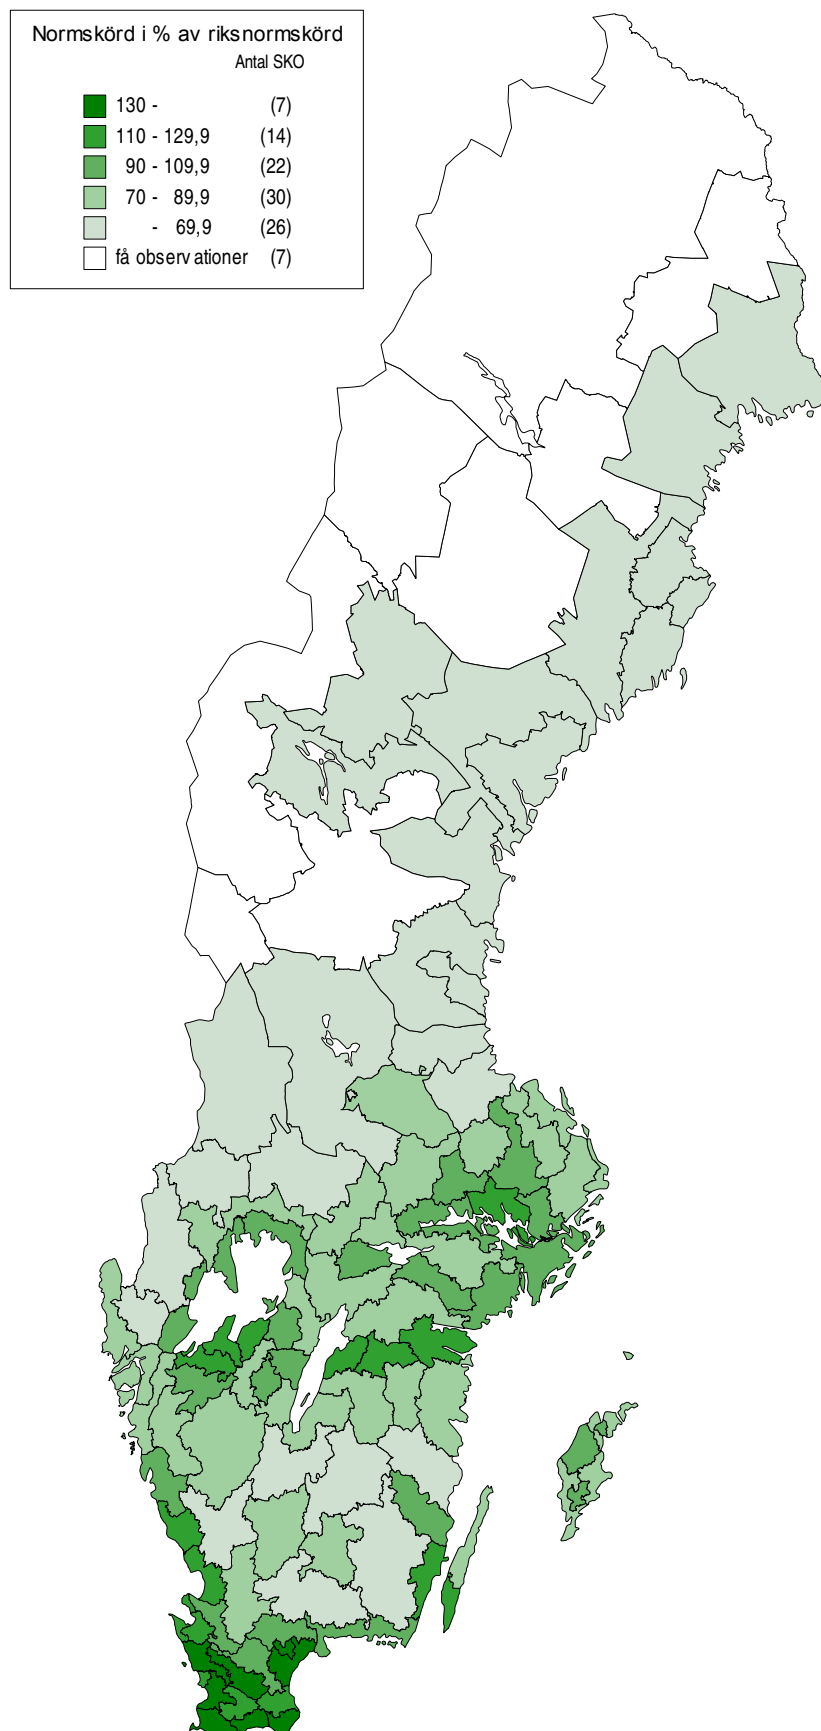 Normskörd i % av riksnormskörd
Antal SKO
130 - (7)
110 - 129,9 (14)
90 - 109,9 (22)
70 - 89,9 (30)
- 69,9 (26)
få observationer (7)